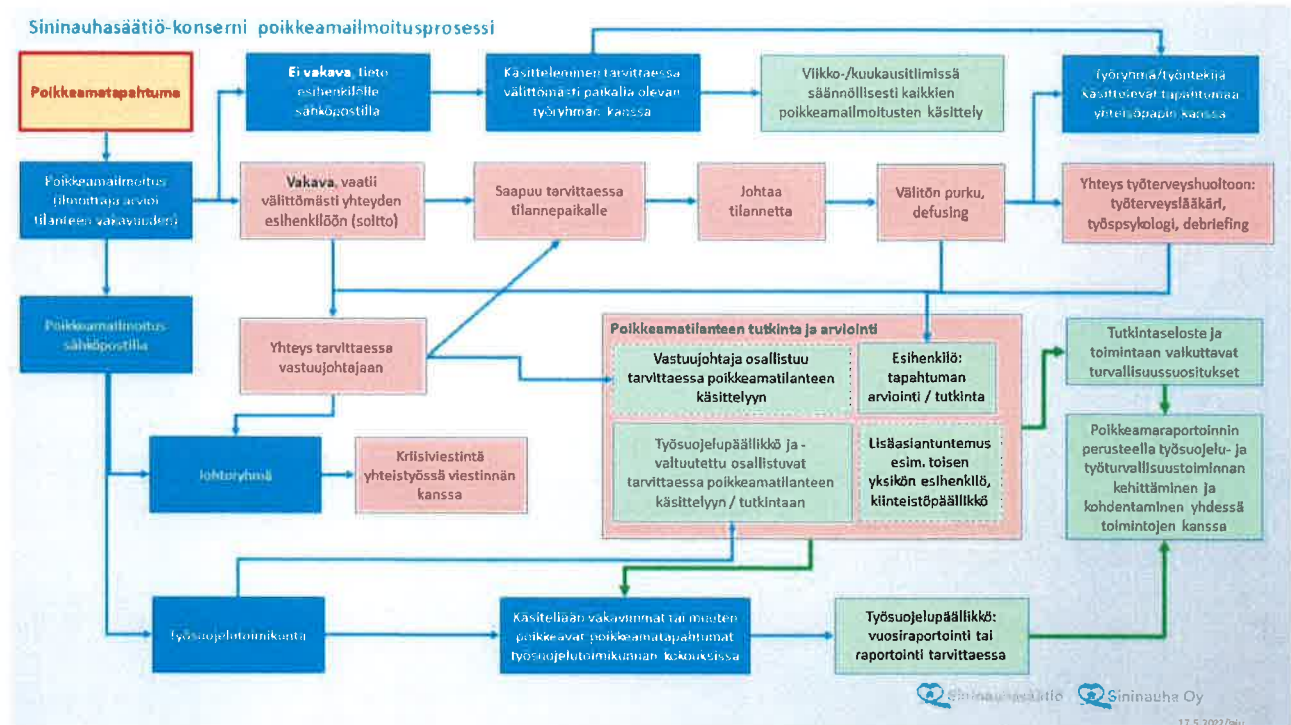 Sininauhasäätiö-konserni poikkeamailmoitusprosessi
Poikkeamatapahtuma
Ei vakava, tieto
esihenkilölle
sähköpostilla
Käsitteleminen tarvittaessa
välittömästi paikalla olevan
työryhmän kanssa
Viikko-/kuukausitiimissä
säännöllisesti kaikkien
poikkeamailmoitusten käsittely
Työryhmä/työntekijä
käsittelevät tapahtumaa
yhteisöpapin kanssa
Poikkeamailmoitus
(ilmoittaja arvioi
tilanteen vakavuuden)
Vakava, vaatii
välittömästi yhteyden
esihenkilöön (soitto)
Saapuu tarvittaessa
tilannepaikalle
Johtaa
tilannetta
Välitön purku,
defusing
Yhteys työterveyshuoltoon:
työterveyslääkäri,
työspsykologi, debriefing
Poikkeamailmoitus
sähköpostilla
Yhteys tarvittaessa
vastuujohtajaan
Poikkeamatilanteen tutkinta ja arviointi
Vastuujohtaja osallistuu
tarvittaessa poikkeamatilanteen
käsittelyyn
Esihenkilö:
tapahtuman
arviointi / tutkinta
Tutkintaseloste ja
toimintaan vaikuttavat
turvallisuussuositukset
Johtoryhmä
Kriisiviestintä
yhteistyössä viestinnän
kanssa
Työsuojelupäällikkö ja -
valtuutettu osallistuvat
tarvittaessa poikkeamatilanteen
käsittelyyn / tutkintaan
Lisäasiantuntemus
esim. toisen
yksikön esihenkilö,
kiinteistöpäällikkö
Poikkeamaraportoinnin
perusteella työsuojelu- ja
työturvallisuustoiminnan
kehittäminen ja
kohdentaminen yhdessä
toimintojen kanssa
Työsuojelutoimikunta
Käsitellään vakavimmat tai muuten
poikkeavat poikkeamatapahtumat
työsuojelutoimikunnan kokouksissa
Työsuojelupäällikkö:
vuosiraportointi tai
raportointi tarvittaessa
Sininauhasäätiö Sininauha Oy
17.5.2022/